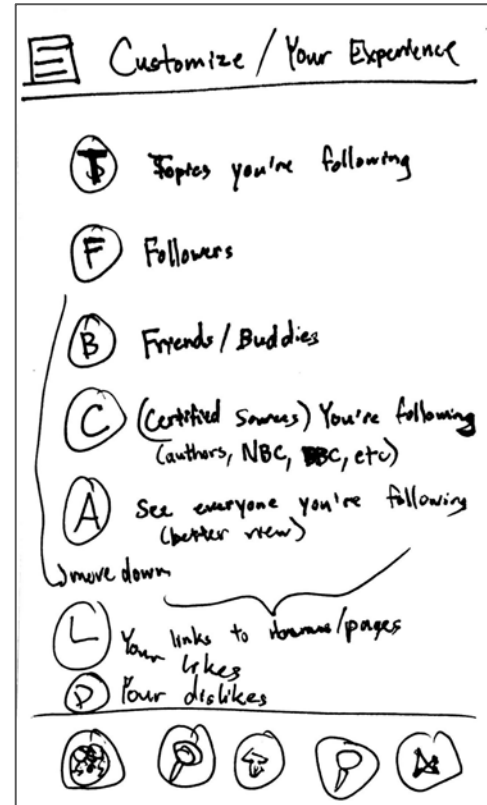 Customize / Your Experience
T Topics you're following
F Followers
B Friends / Buddies
C (Certified Sources) You're following
(authors, NBC, BBC, etc)
A See everyone you're following
(better view)
move down
L Your links to /pages
likes
D Your dislikes